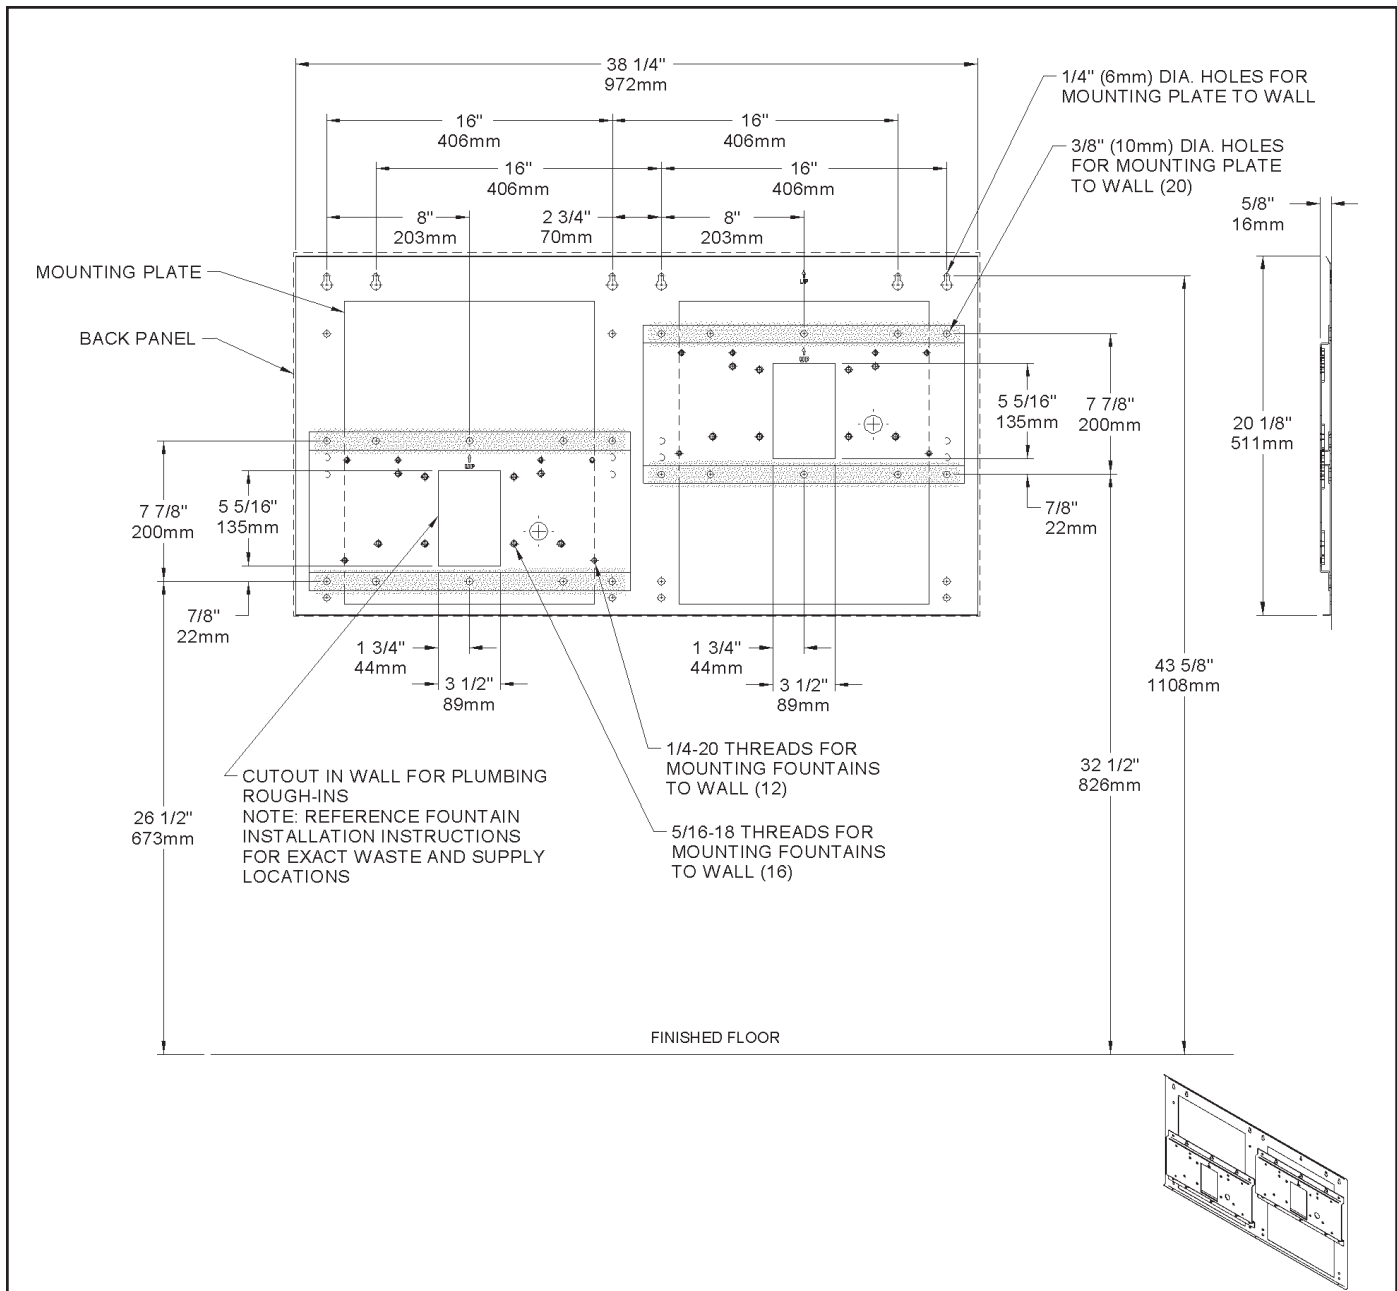 38 1/4"
972mm
1/4" (6mm) DIA. HOLES FOR
MOUNTING PLATE TO WALL
16"
406mm
16"
406mm
3/8" (10mm) DIA. HOLES
FOR MOUNTING PLATE
TO WALL (20)
16"
406mm
16"
406mm
8"
203mm
2 3/4"
70mm
8"
203mm
5/8"
16mm
MOUNTING PLATE
BACK PANEL
UP
5 5/16"
135mm
7 7/8"
200mm
20 1/8"
511mm
7 7/8"
200mm
5 5/16"
135mm
7/8"
22mm
7/8"
22mm
1 3/4"
44mm
3 1/2"
89mm
1 3/4"
44mm
3 1/2"
89mm
43 5/8"
1108mm
1/4-20 THREADS FOR
MOUNTING FOUNTAINS
TO WALL (12)
32 1/2"
826mm
CUTOUT IN WALL FOR PLUMBING
ROUGH-INS
NOTE: REFERENCE FOUNTAIN
INSTALLATION INSTRUCTIONS
FOR EXACT WASTE AND SUPPLY
LOCATIONS
26 1/2"
673mm
5/16-18 THREADS FOR
MOUNTING FOUNTAINS
TO WALL (16)
FINISHED FLOOR